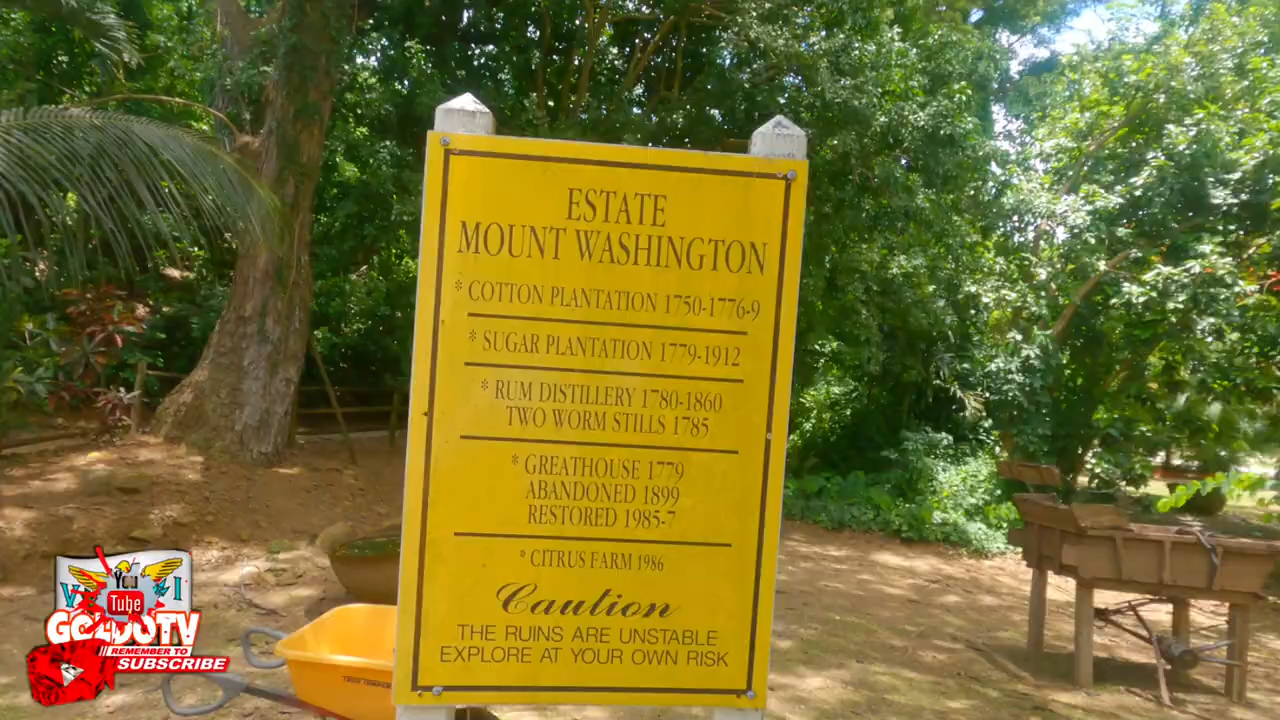 ESTATE
MOUNT WASHINGTON
* COTTON PLANTATION 1750-1776-9
* SUGAR PLANTATION 1779-1912
* RUM DISTILLERY 1780-1860
TWO WORM STILLS 1785
* GREATHOUSE 1779
ABANDONED 1899
RESTORED 1985-7
* CITRUS FARM 1986
Caution
THE RUINS ARE UNSTABLE
EXPLORE AT YOUR OWN RISK
V I
You
Tube
REMEMBER TO
SUBSCRIBE